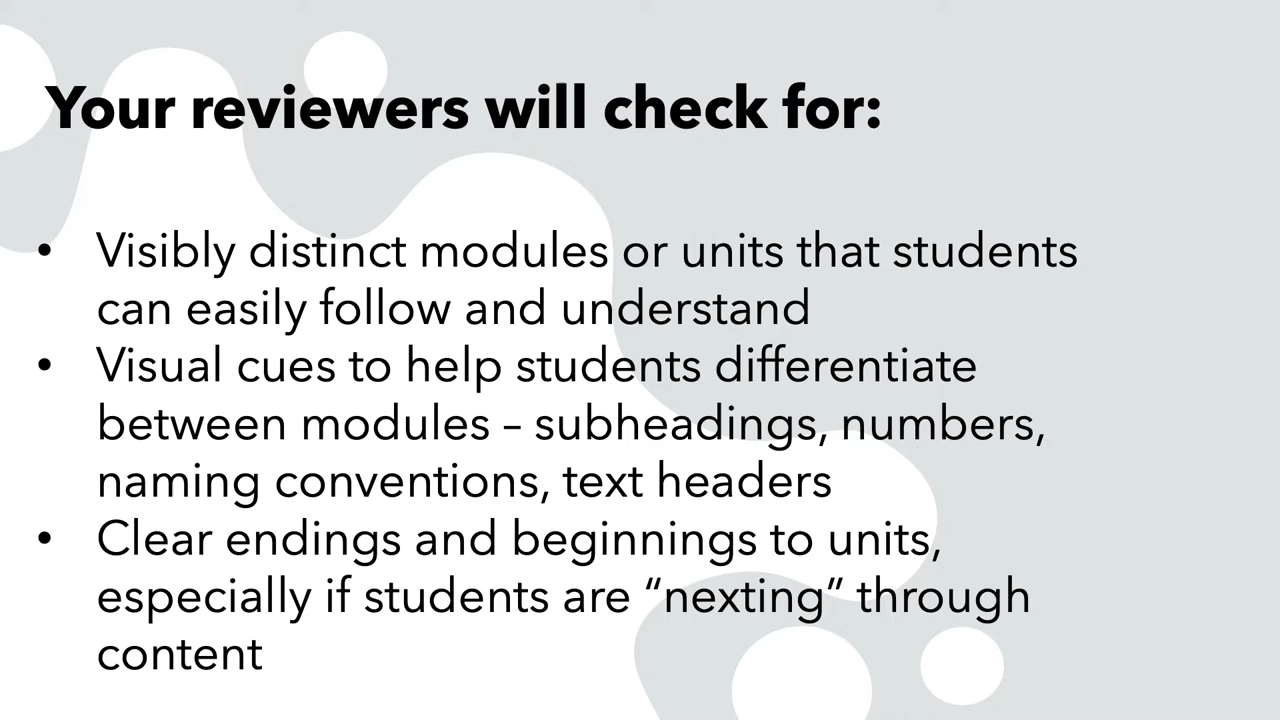 Your reviewers will check for:
• Visibly distinct modules or units that students
can easily follow and understand
• Visual cues to help students differentiate
between modules – subheadings, numbers,
naming conventions, text headers
• Clear endings and beginnings to units,
especially if students are “nexting” through
content